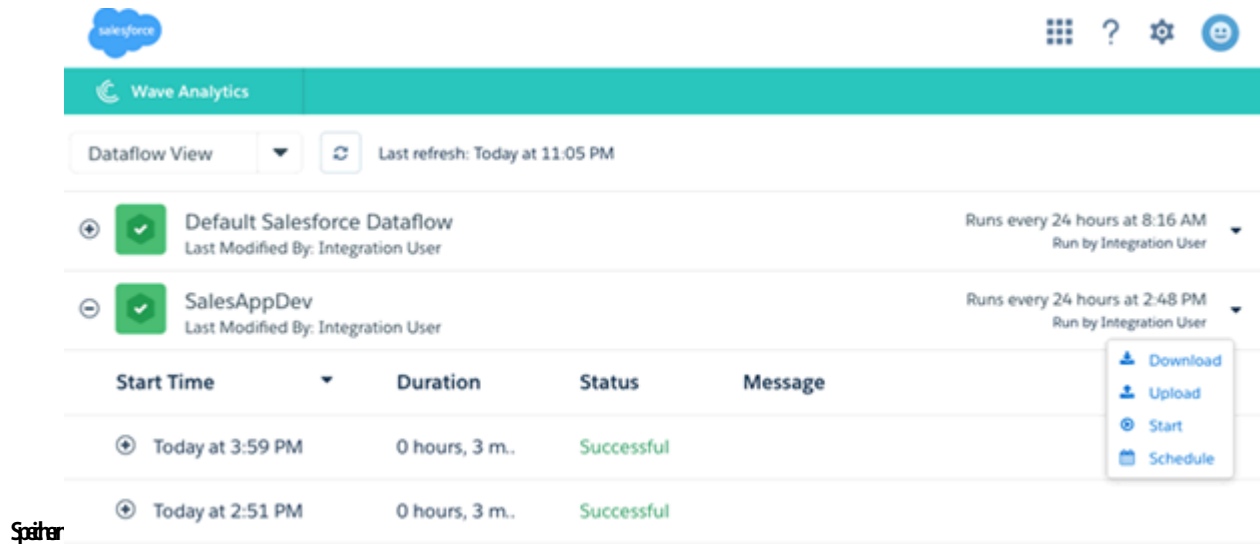 salesforce
Wave Analytics
Dataflow View
Last refresh: Today at 11:05 PM
Default Salesforce Dataflow
Last Modified By: Integration User
Runs every 24 hours at 8:16 AM
Run by Integration User
SalesAppDev
Last Modified By: Integration User
Runs every 24 hours at 2:48 PM
Run by Integration User
Download
Upload
Start
Schedule
Start Time Duration Status Message
Today at 3:59 PM 0 hours, 3 m.. Successful
Today at 2:51 PM 0 hours, 3 m.. Successful